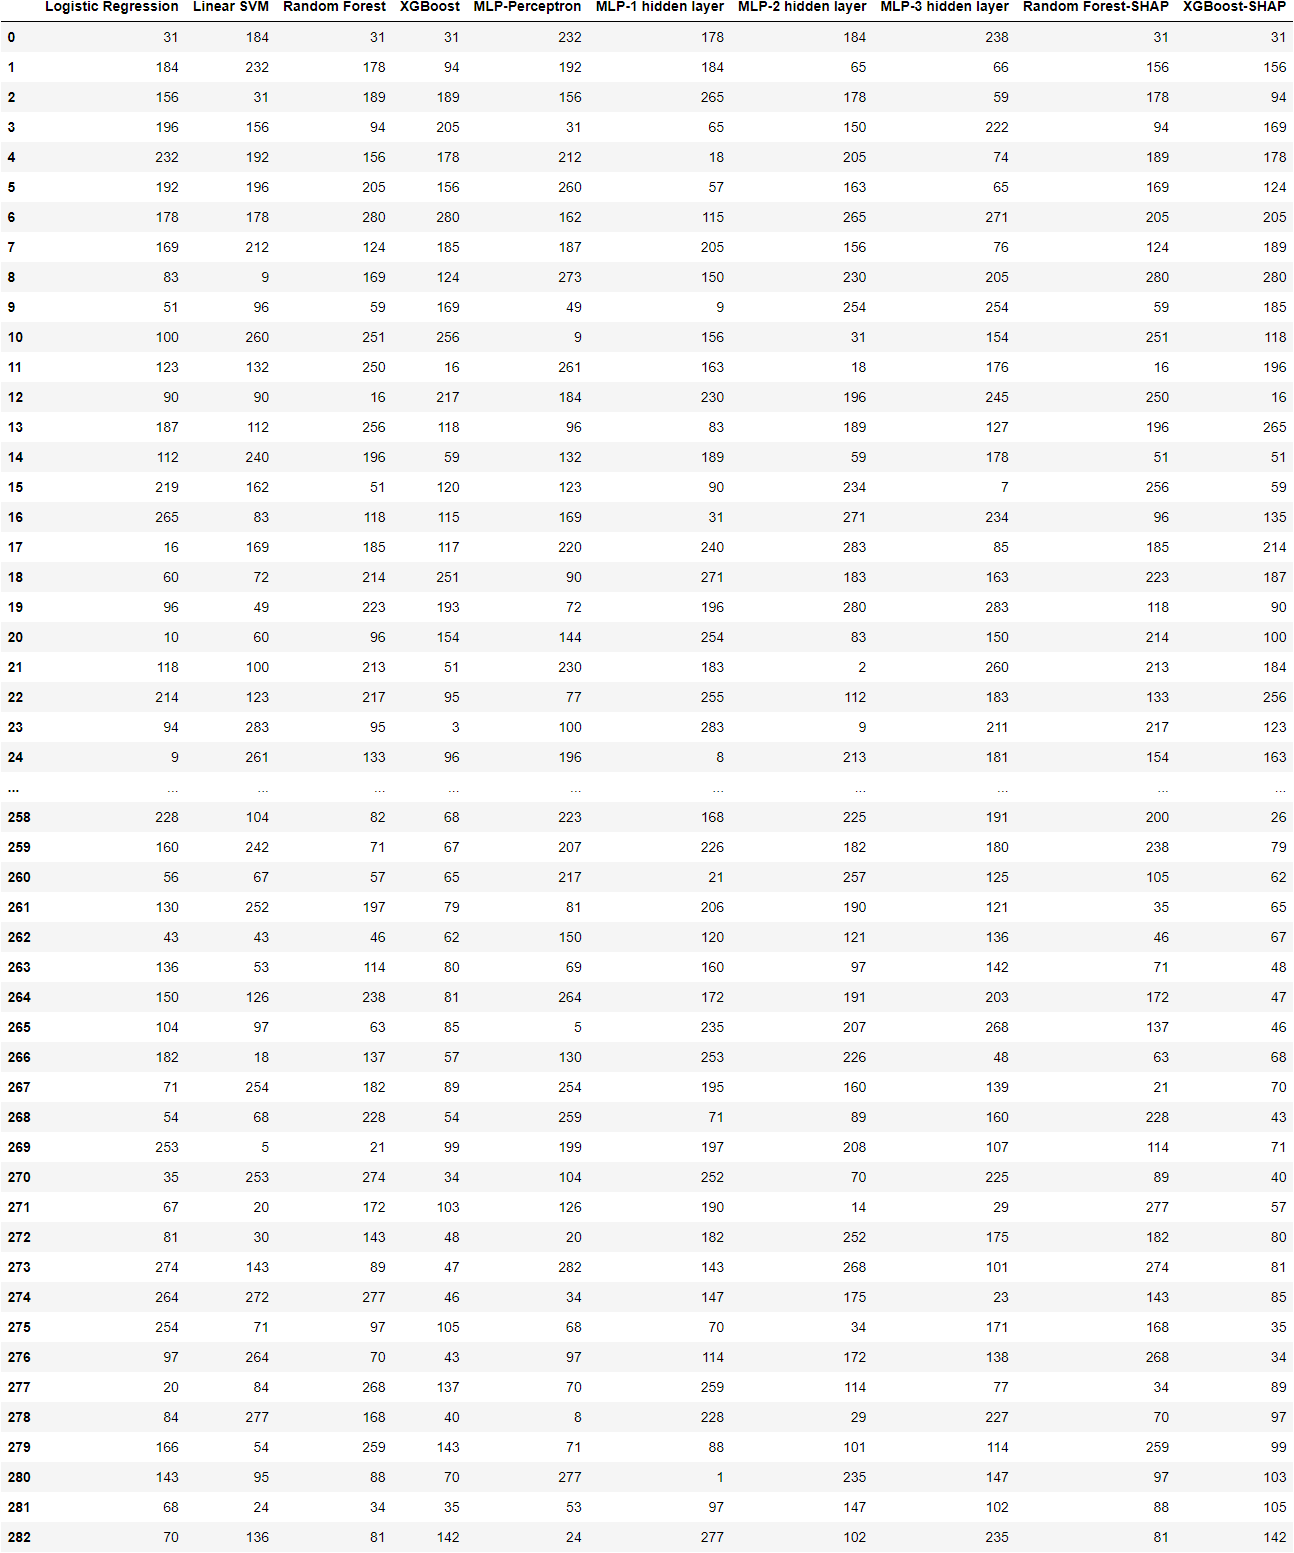 Logistic Regression Linear SVM Random Forest XGBoost MLP-Perceptron MLP-1 hidden layer MLP-2 hidden layer MLP-3 hidden layer Random Forest-SHAP XGBoost-SHAP
0 31 184 31 31 232 178 184 238 31 31
1 184 232 178 94 192 184 65 66 156 156
2 156 31 189 189 156 265 178 59 178 94
3 196 156 94 205 31 65 150 222 94 169
4 232 192 156 178 212 18 205 74 189 178
5 192 196 205 156 260 57 163 65 169 124
6 178 178 280 280 162 115 265 271 205 205
7 169 212 124 185 187 205 156 76 124 189
8 83 9 169 124 273 150 230 205 280 280
9 51 96 59 169 49 9 254 254 59 185
10 100 260 251 256 9 156 31 154 251 118
11 123 132 250 16 261 163 18 176 16 196
12 90 90 16 217 184 230 196 245 250 16
13 187 112 256 118 96 83 189 127 196 265
14 112 240 196 59 132 189 59 178 51 51
15 219 162 51 120 123 90 234 7 256 59
16 265 83 118 115 169 31 271 234 96 135
17 16 169 185 117 220 240 283 85 185 214
18 60 72 214 251 90 271 183 163 223 187
19 96 49 223 193 72 196 280 283 118 90
20 10 60 96 154 144 254 83 150 214 100
21 118 100 213 51 230 183 2 260 213 184
22 214 123 217 95 77 255 112 183 133 256
23 94 283 95 3 100 283 9 211 217 123
24 9 261 133 96 196 8 213 181 154 163
... ... ... ... ... ... ... ... ... ... ...
258 228 104 82 68 223 168 225 191 200 26
259 160 242 71 67 207 226 182 180 238 79
260 56 67 57 65 217 21 257 125 105 62
261 130 252 197 79 81 206 190 121 35 65
262 43 43 46 62 150 120 121 136 46 67
263 136 53 114 80 69 160 97 142 71 48
264 150 126 238 81 264 172 191 203 172 47
265 104 97 63 85 5 235 207 268 137 46
266 182 18 137 57 130 253 226 48 63 68
267 71 254 182 89 254 195 160 139 21 70
268 54 68 228 54 259 71 89 160 228 43
269 253 5 21 99 199 197 208 107 114 71
270 35 253 274 34 104 252 70 225 89 40
271 67 20 172 103 126 190 14 29 277 57
272 81 30 143 48 20 182 252 175 182 80
273 274 143 89 47 282 143 268 101 274 81
274 264 272 277 46 34 147 175 23 143 85
275 254 71 97 105 68 70 34 171 168 35
276 97 264 70 43 97 114 172 138 268 34
277 20 84 268 137 70 259 114 77 34 89
278 84 277 168 40 8 228 29 227 70 97
279 166 54 259 143 71 88 101 114 259 99
280 143 95 88 70 277 1 235 147 97 103
281 68 24 34 35 53 97 147 102 88 105
282 70 136 81 142 24 277 102 235 81 142